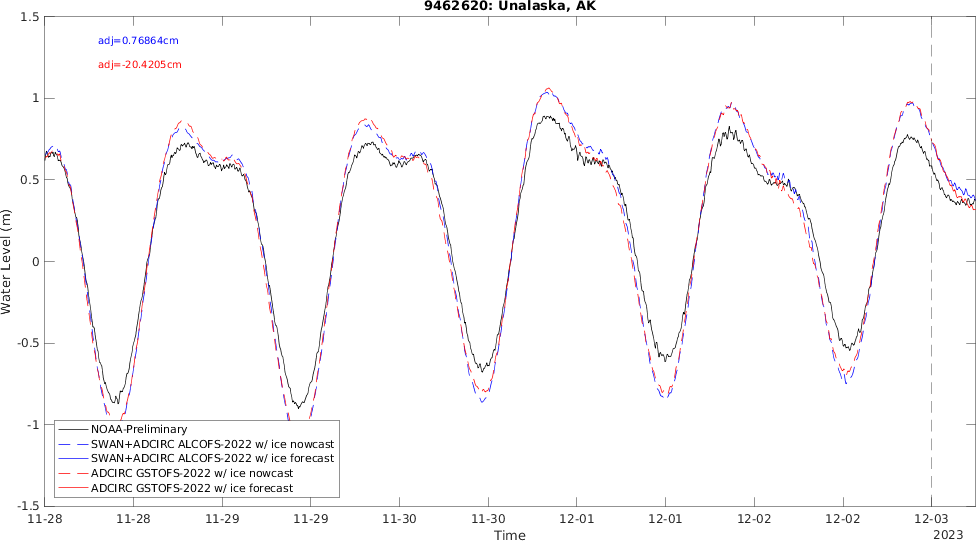 9462620: Unalaska, AK
1.5
adj=0.76864cm
adj=-20.4205cm
1
0.5
0
-0.5
-1
-1.5
Water Level (m)
NOAA-Preliminary
SWAN+ADCIRC ALCOFS-2022 w/ ice nowcast
SWAN+ADCIRC ALCOFS-2022 w/ ice forecast
ADCIRC GSTOFS-2022 w/ ice nowcast
ADCIRC GSTOFS-2022 w/ ice forecast
11-28 11-28 11-29 11-29 11-30 11-30 12-01 12-01 12-02 12-02 12-03
Time 2023